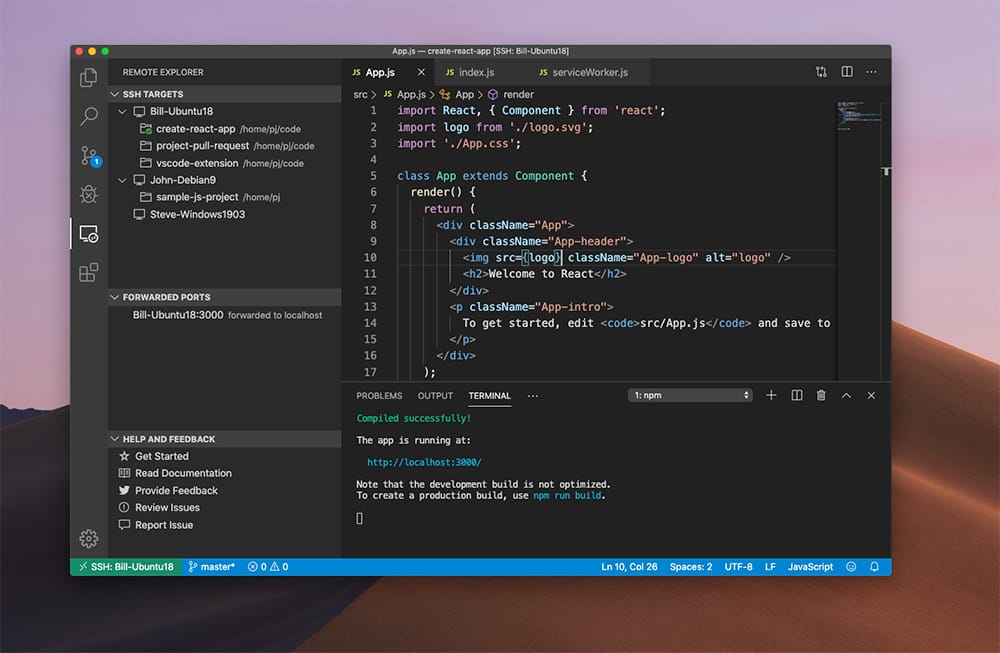 App.js — create-react-app [SSH: Bill-Ubuntu18]
REMOTE EXPLORER
SSH TARGETS
Bill-Ubuntu18
create-react-app /home/pj/code
project-pull-request /home/pj/code
vscode-extension /home/pj/code
John-Debian9
sample-js-project /home/pj
Steve-Windows1903
1
FORWARDED PORTS
Bill-Ubuntu18:3000 forwarded to localhost
HELP AND FEEDBACK
Get Started
Read Documentation
Provide Feedback
Review Issues
Report Issue
JS App.js JS index.js JS serviceWorker.js
src > JS App.js > App > render
1 import React, { Component } from 'react';
2 import logo from './logo.svg';
3 import './App.css';
4
5 class App extends Component {
6 render() {
7 return (
8 <div className="App">
9 <div className="App-header">
10 <img src={logo} className="App-logo" alt="logo" />
11 <h2>Welcome to React</h2>
12 </div>
13 <p className="App-intro">
14 To get started, edit <code>src/App.js</code> and save to
15 </p>
16 </div>
17 );
PROBLEMS OUTPUT TERMINAL ··· 1: npm
Compiled successfully!
The app is running at:
http://localhost:3000/
Note that the development build is not optimized.
To create a production build, use npm run build.
SSH: Bill-Ubuntu18 master* 0 0 Ln 10, Col 26 Spaces: 2 UTF-8 LF JavaScript